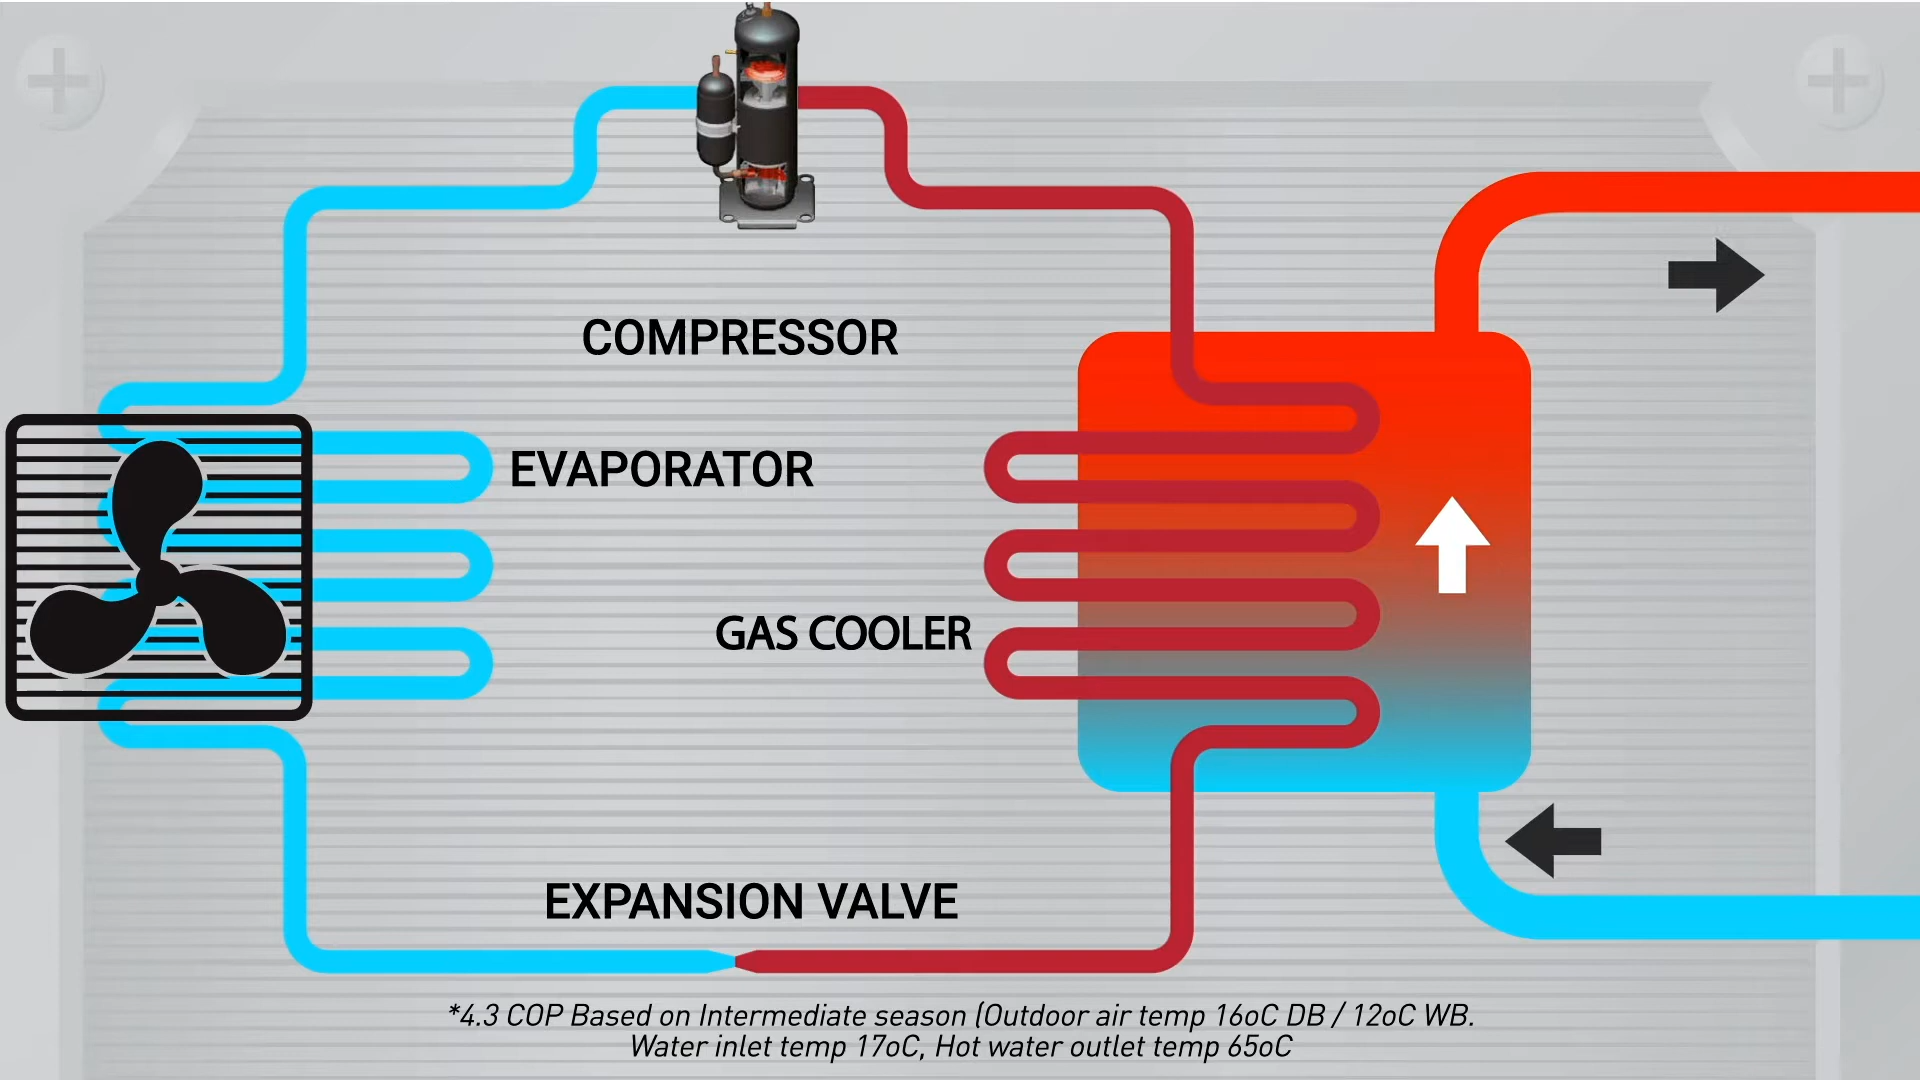 COMPRESSOR
EVAPORATOR
GAS COOLER
EXPANSION VALVE
*4.3 COP Based on Intermediate season (Outdoor air temp 16oC DB / 12oC WB.
Water inlet temp 17oC, Hot water outlet temp 65oC